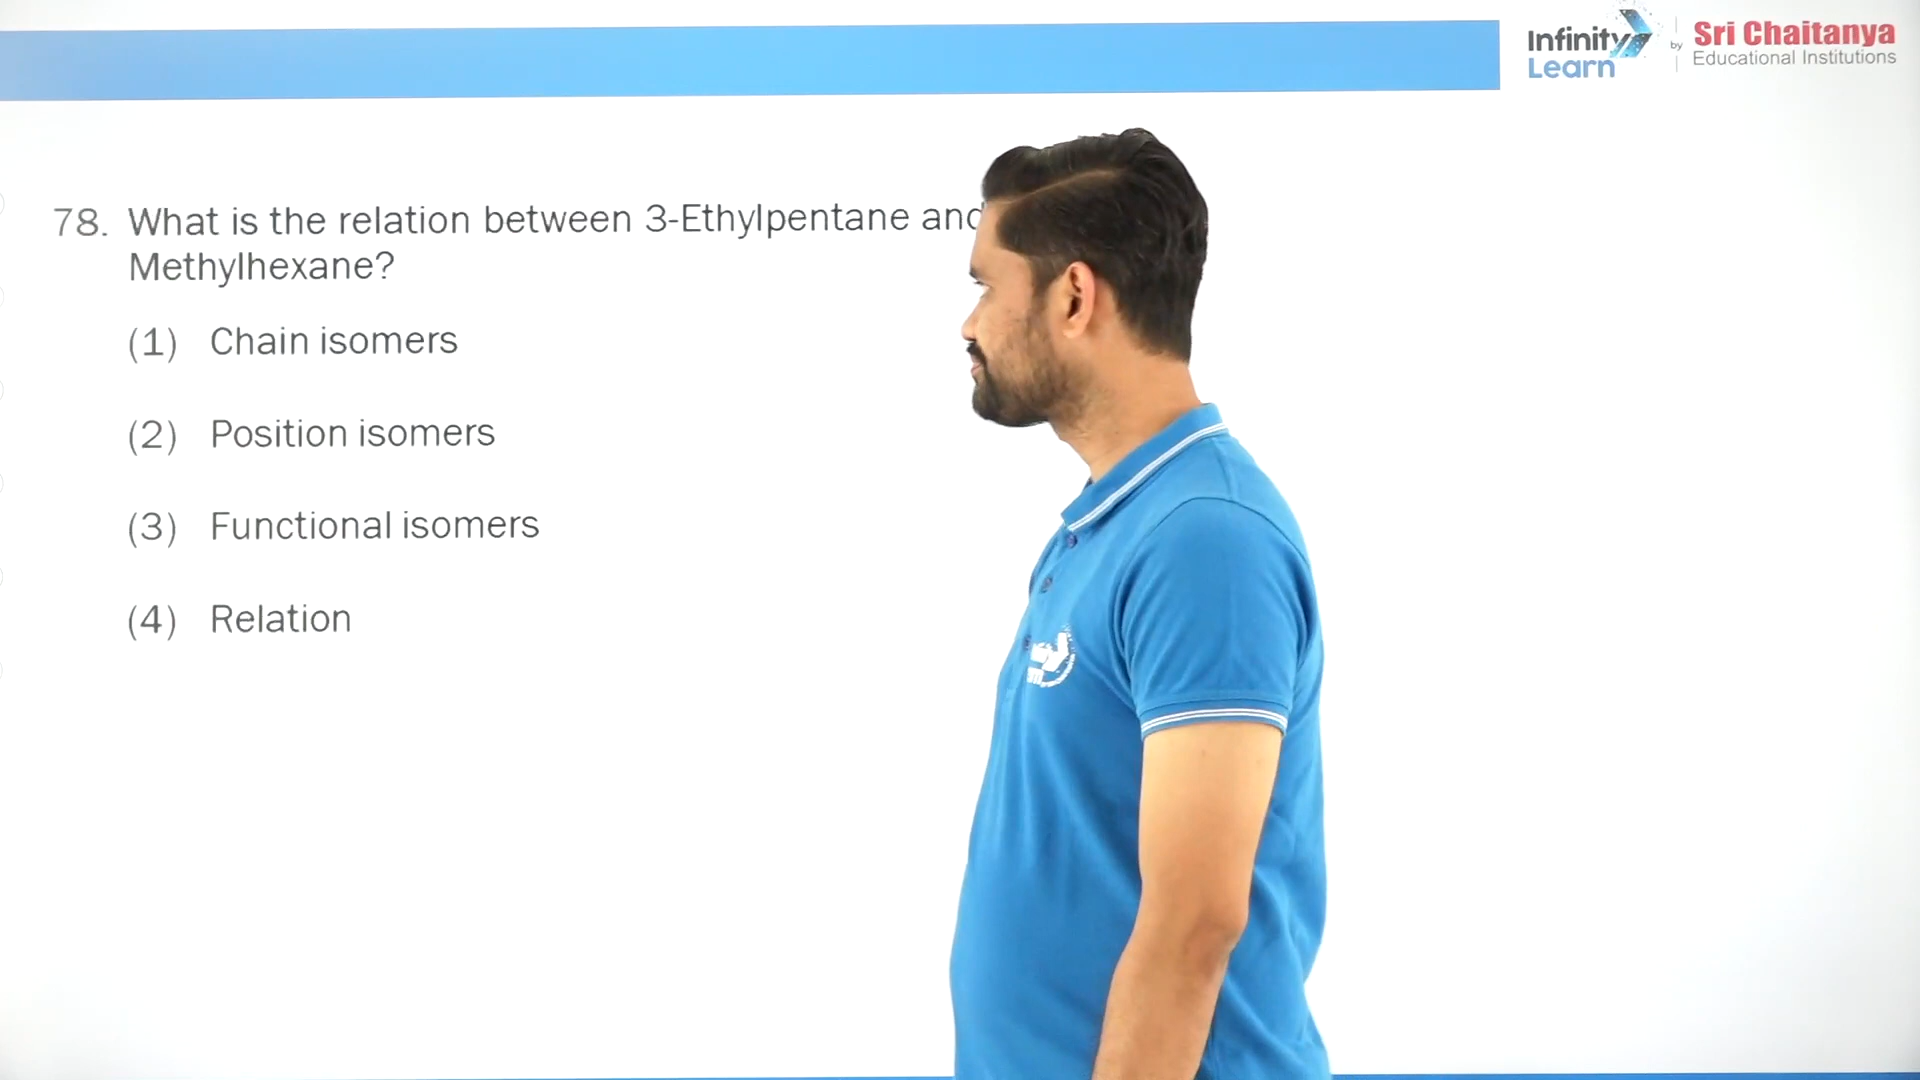 Infinity Learn by Sri Chaitanya Educational Institutions
78. What is the relation between 3-Ethylpentane and
Methylhexane?
(1) Chain isomers
(2) Position isomers
(3) Functional isomers
(4) Relation